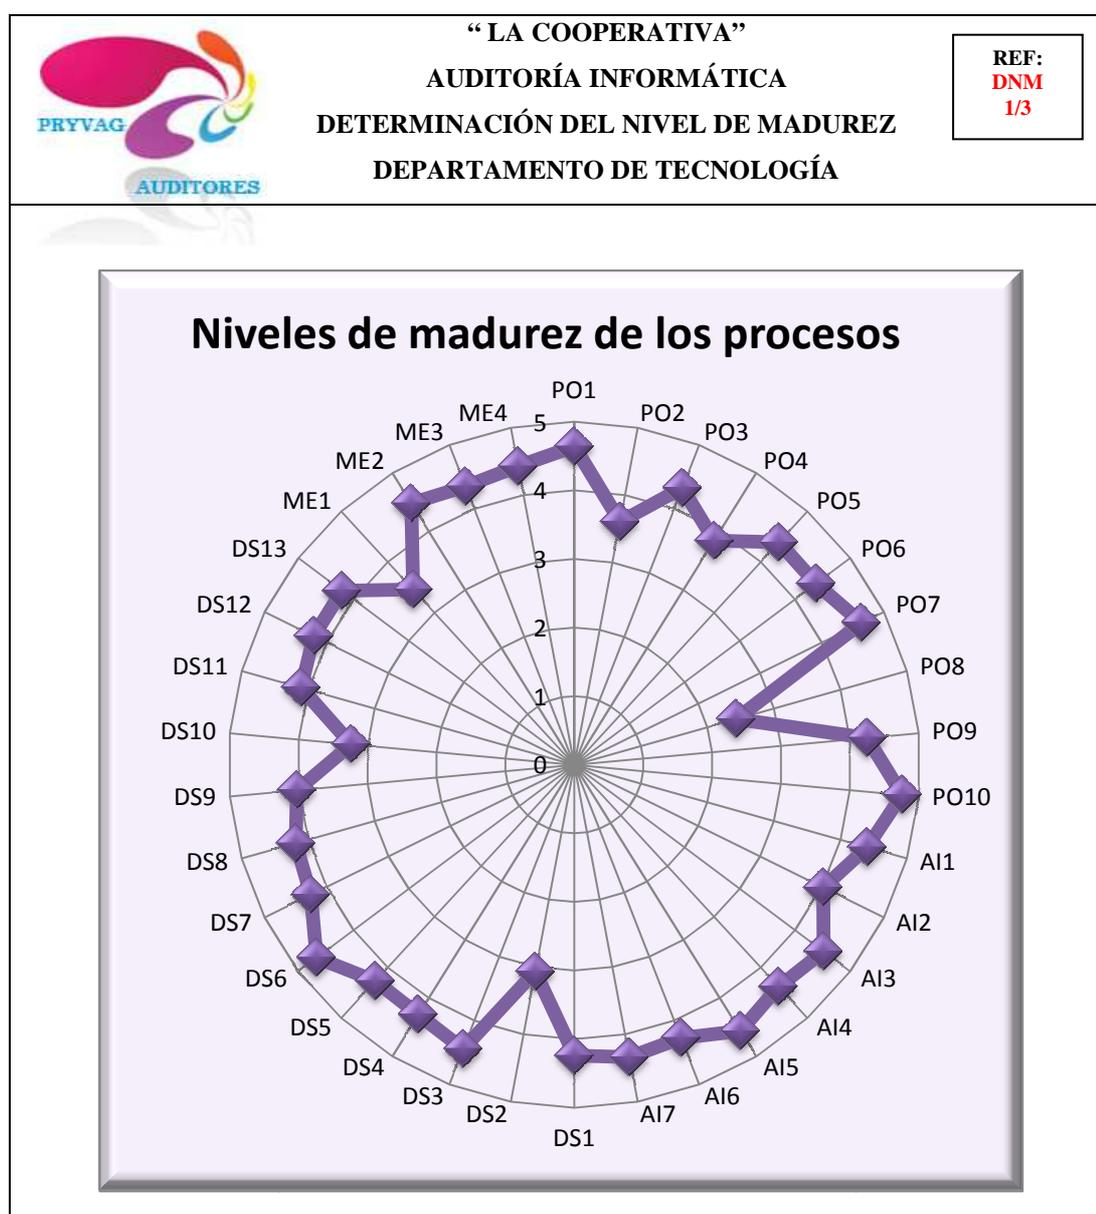 “ LA COOPERATIVA”
AUDITORÍA INFORMÁTICA
DETERMINACIÓN DEL NIVEL DE MADUREZ
DEPARTAMENTO DE TECNOLOGÍA
REF:
DNM
1/3
PRYVAG
AUDITORES
Niveles de madurez de los procesos
PO1
PO2
PO3
PO4
PO5
PO6
PO7
PO8
PO9
PO10
AI1
AI2
AI3
AI4
AI5
AI6
AI7
DS1
DS2
DS3
DS4
DS5
DS6
DS7
DS8
DS9
DS10
DS11
DS12
DS13
ME1
ME2
ME3
ME4
5
4
3
2
1
0